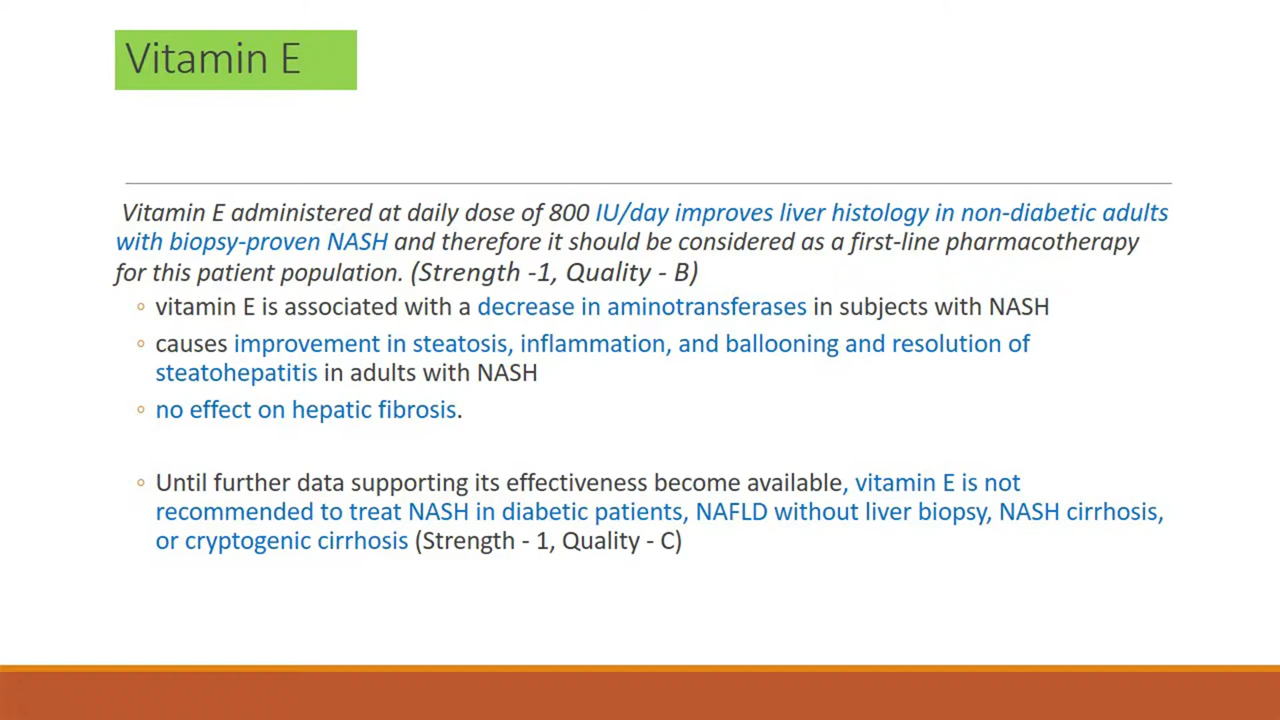 Vitamin E
Vitamin E administered at daily dose of 800 IU/day improves liver histology in non-diabetic adults
with biopsy-proven NASH and therefore it should be considered as a first-line pharmacotherapy
for this patient population. (Strength -1, Quality - B)
◦ vitamin E is associated with a decrease in aminotransferases in subjects with NASH
◦ causes improvement in steatosis, inflammation, and ballooning and resolution of
steatohepatitis in adults with NASH
◦ no effect on hepatic fibrosis.
◦ Until further data supporting its effectiveness become available, vitamin E is not
recommended to treat NASH in diabetic patients, NAFLD without liver biopsy, NASH cirrhosis,
or cryptogenic cirrhosis (Strength - 1, Quality - C)